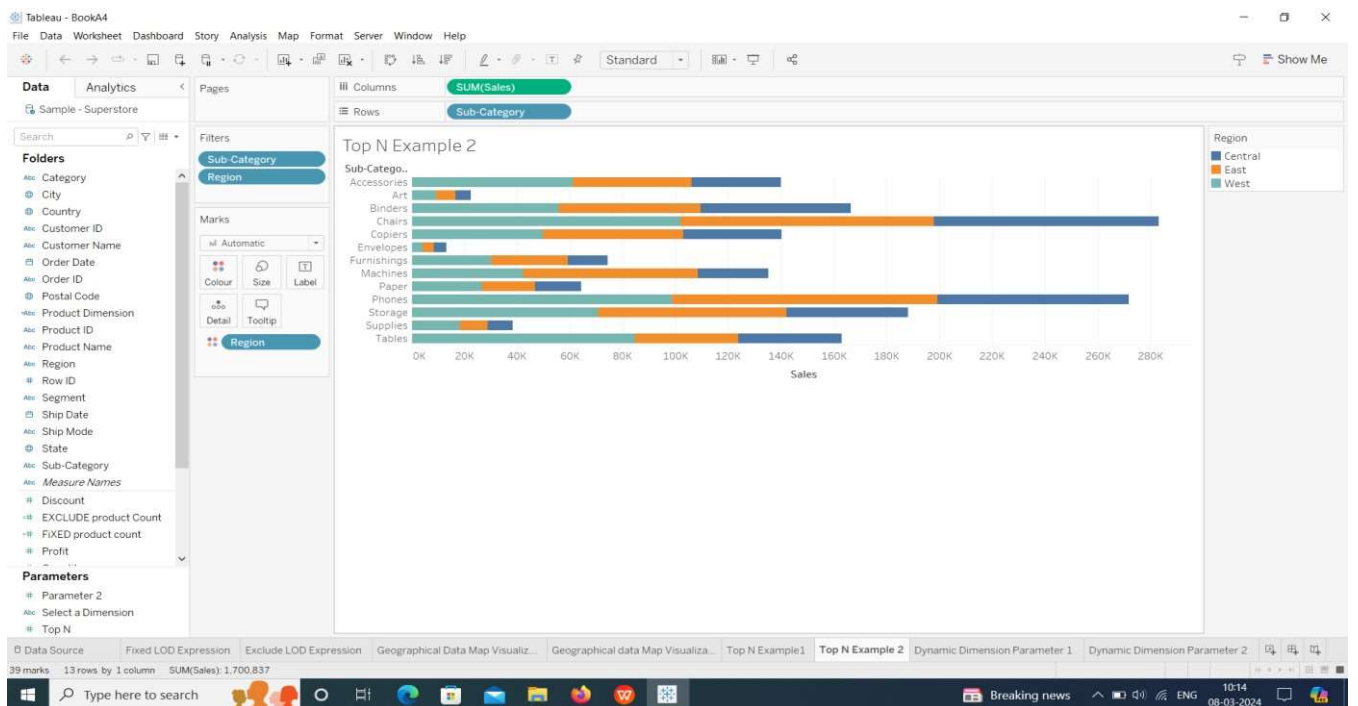 Tableau - BookA4
File Data Worksheet Dashboard Story Analysis Map Format Server Window Help
Standard
Show Me
Data Analytics
Pages
Columns
SUM(Sales)
Sample - Superstore
Rows
Sub-Category
Search
Filters
Sub-Category
Region
Folders
Category
City
Country
Customer ID
Customer Name
Order Date
Order ID
Postal Code
Product Dimension
Product ID
Product Name
Region
Row ID
Segment
Ship Date
Ship Mode
State
Sub-Category
Measure Names
Discount
EXCLUDE product Count
FiXED product count
Profit
Parameters
Parameter 2
Select a Dimension
Top N
Marks
Automatic
Colour Size Label
Detail Tooltip
Region
Top N Example 2
Sub-Catego..
Accessories
Art
Binders
Chairs
Copiers
Envelopes
Furnishings
Machines
Paper
Phones
Storage
Supplies
Tables
0K 20K 40K 60K 80K 100K 120K 140K 160K 180K 200K 220K 240K 260K 280K
Sales
Region
Central
East
West
Data Source Fixed LOD Expression Exclude LOD Expression Geographical Data Map Visualiz... Geographical data Map Visualiza... Top N Example1 Top N Example 2 Dynamic Dimension Parameter 1 Dynamic Dimension Parameter 2
39 marks 13 rows by 1 column SUM(Sales): 1,700,837
Type here to search
Breaking news
ENG
10:14
08-03-2024